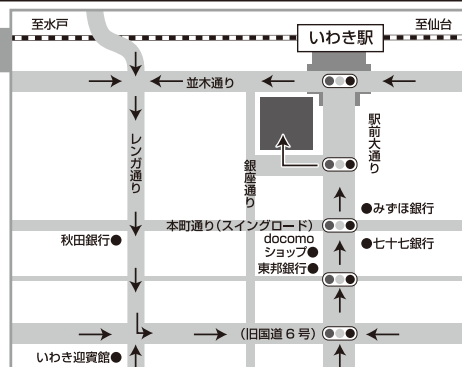 至水戸
至仙台
いわき駅
並木通り
駅前大通り
レンガ通り
銀座通り
●みずほ銀行
本町通り(スイングロード)
秋田銀行●
docomo
ショップ●
●七十七銀行
東邦銀行●
(旧国道6号)
いわき迎賓館●